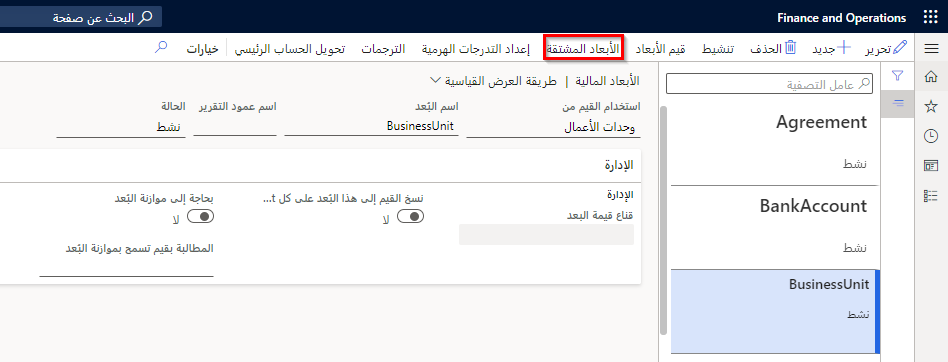 Finance and Operations
البحث عن صفحة
تحرير
جديد
الحذف
تنشيط
قيم الأبعاد
الأبعاد المشتقة
إعداد التدرجات الهرمية
الترجمات
تحويل الحساب الرئيسي
خيارات
عامل التصفية
Agreement
نشط
BankAccount
نشط
BusinessUnit
نشط
الأبعاد المالية | طريقة العرض القياسية
استخدام القيم من
وحدات الأعمال
اسم البُعد
BusinessUnit
اسم عمود التقرير
الحالة
نشط
الإدارة
الإدارة
قناع قيمة البعد
نسخ القيم إلى هذا البُعد على كل t...
لا
بحاجة إلى موازنة البُعد
لا
المطالبة بقيم تسمح بموازنة البُعد